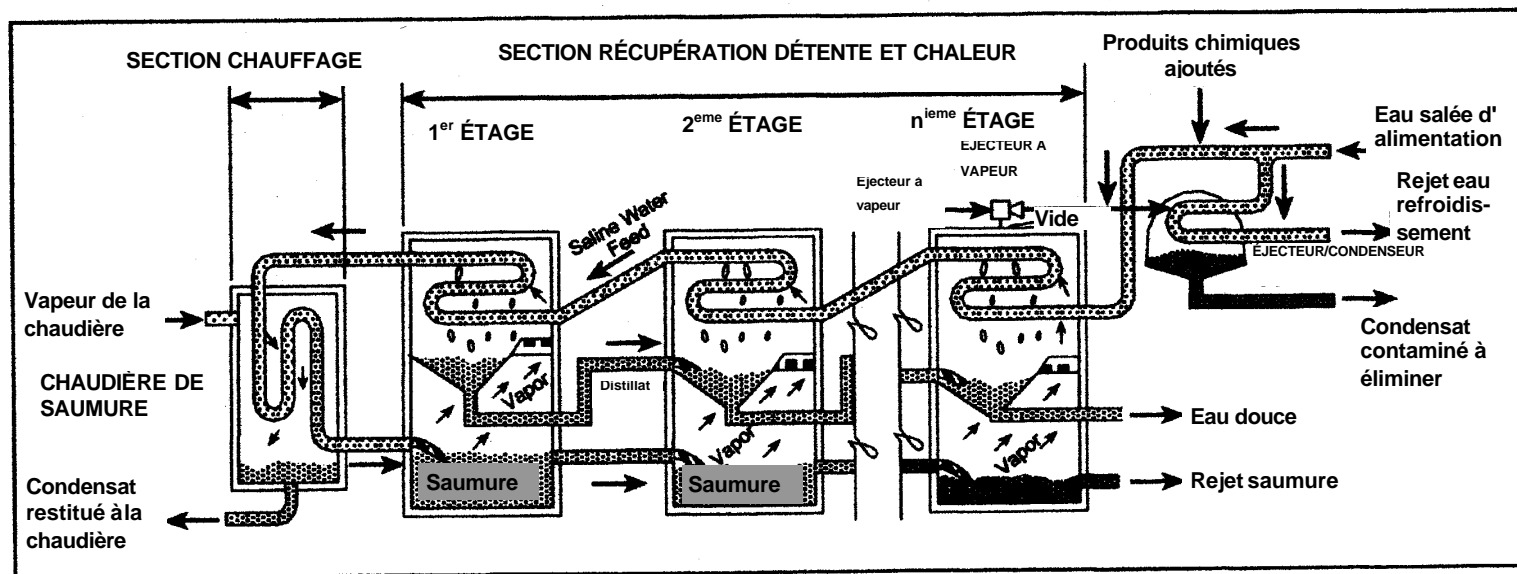 SECTION CHAUFFAGE
SECTION RÉCUPÉRATION DÉTENTE ET CHALEUR
Produits chimiques
ajoutés
1er ÉTAGE
2eme ÉTAGE
nieme ÉTAGE
EJECTEUR A
VAPEUR
Ejecteur à
vapeur
Vide
Eau salée d'
alimentation
Rejet eau
refroidis-
sement
ÉJECTEUR/CONDENSEUR
Saline Water
Feed
Vapeur de la
chaudière
CHAUDIÈRE DE
SAUMURE
Condensat
restitué à la
chaudière
Vapor
Distillat
Vapor
Vapor
Saumure
Saumure
Condensat
contaminé à
éliminer
Eau douce
Rejet saumure